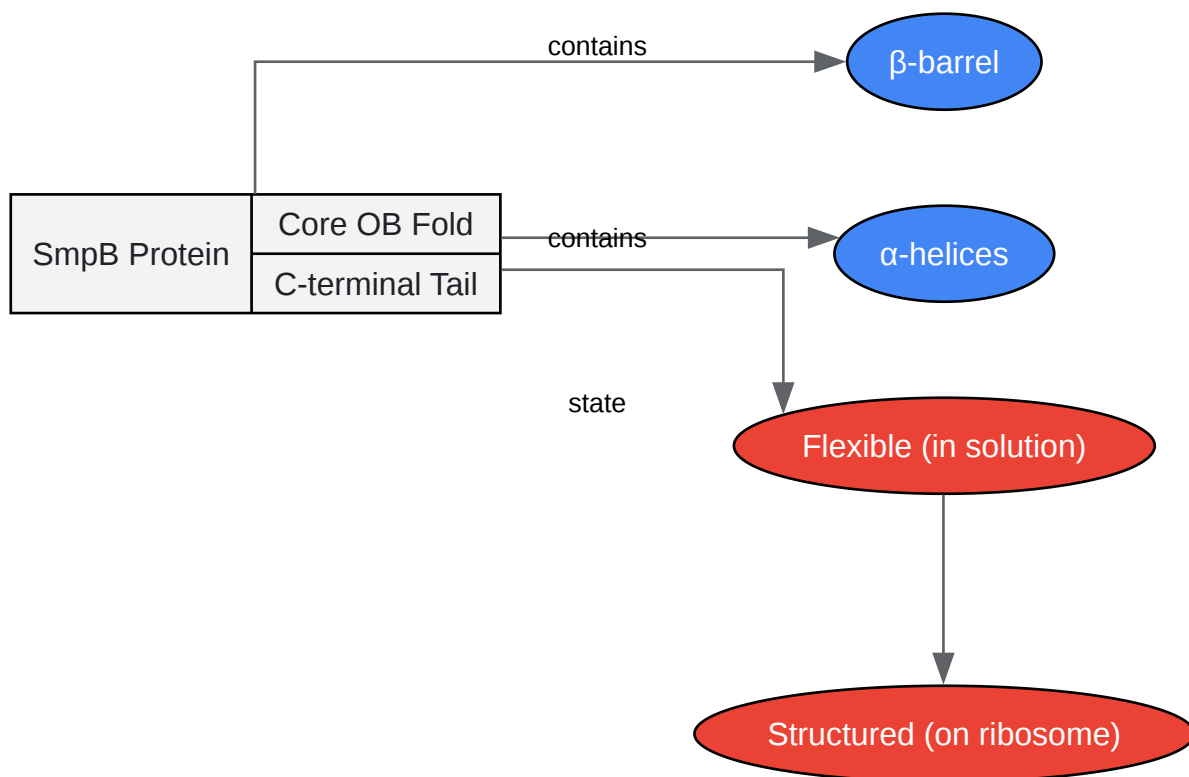 contains
β-barrel
SmpB Protein
Core OB Fold
C-terminal Tail
contains
α-helices
state
Flexible (in solution)
Structured (on ribosome)